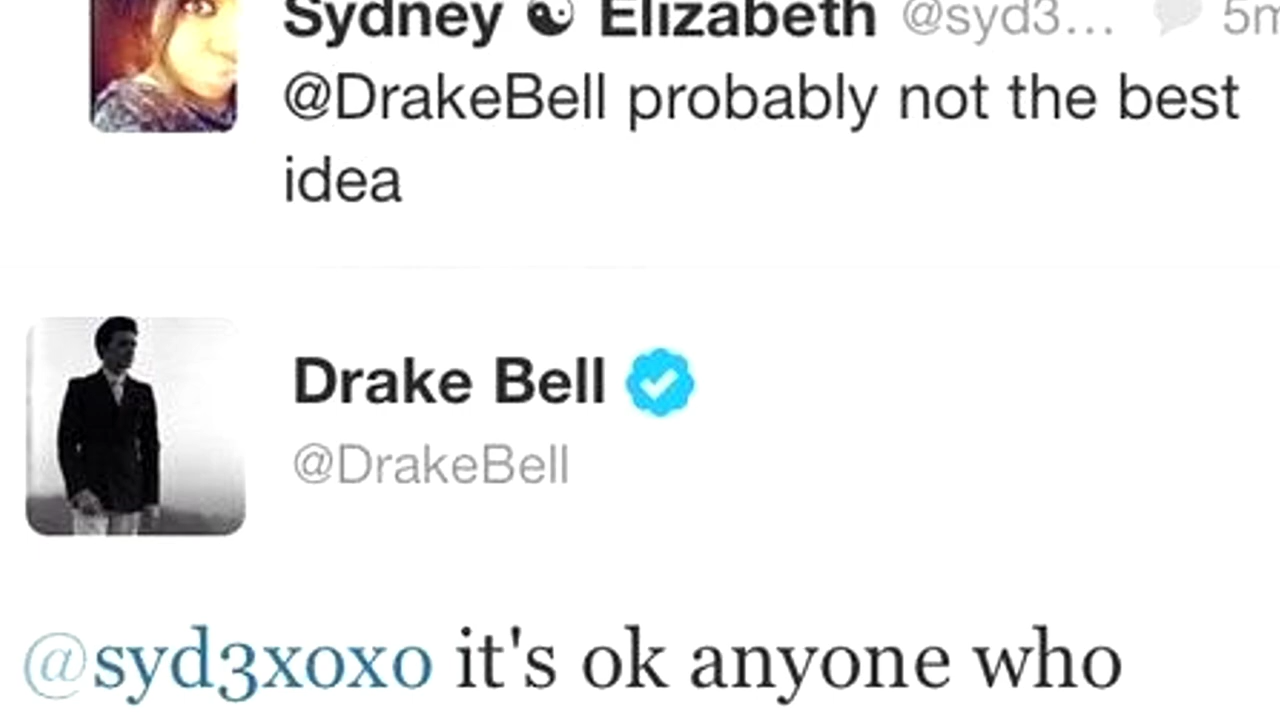 Sydney ☯ Elizabeth @syd3... 5m
@DrakeBell probably not the best
idea
Drake Bell
@DrakeBell
@syd3xoxo it's ok anyone who